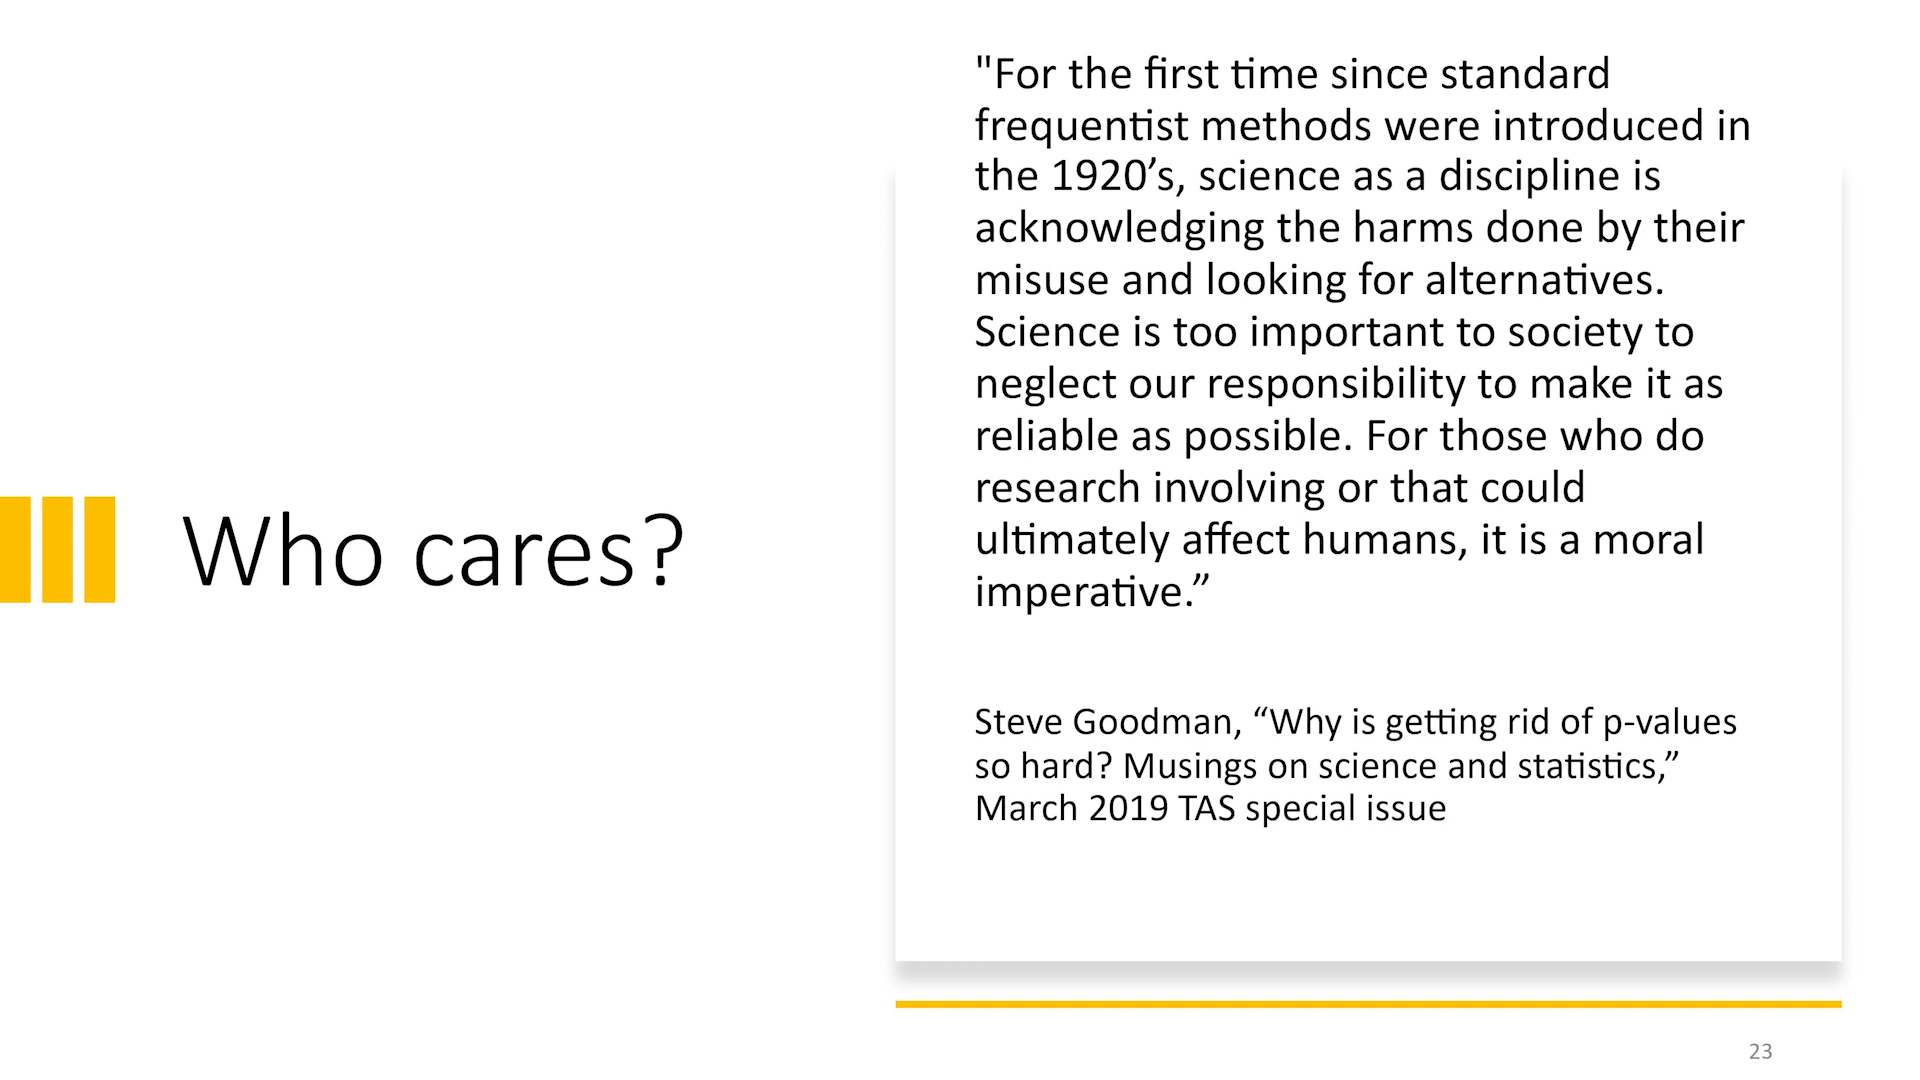 Who cares?
"For the first time since standard
frequentist methods were introduced in
the 1920’s, science as a discipline is
acknowledging the harms done by their
misuse and looking for alternatives.
Science is too important to society to
neglect our responsibility to make it as
reliable as possible. For those who do
research involving or that could
ultimately affect humans, it is a moral
imperative.”
Steve Goodman, “Why is getting rid of p-values
so hard? Musings on science and statistics,”
March 2019 TAS special issue
23